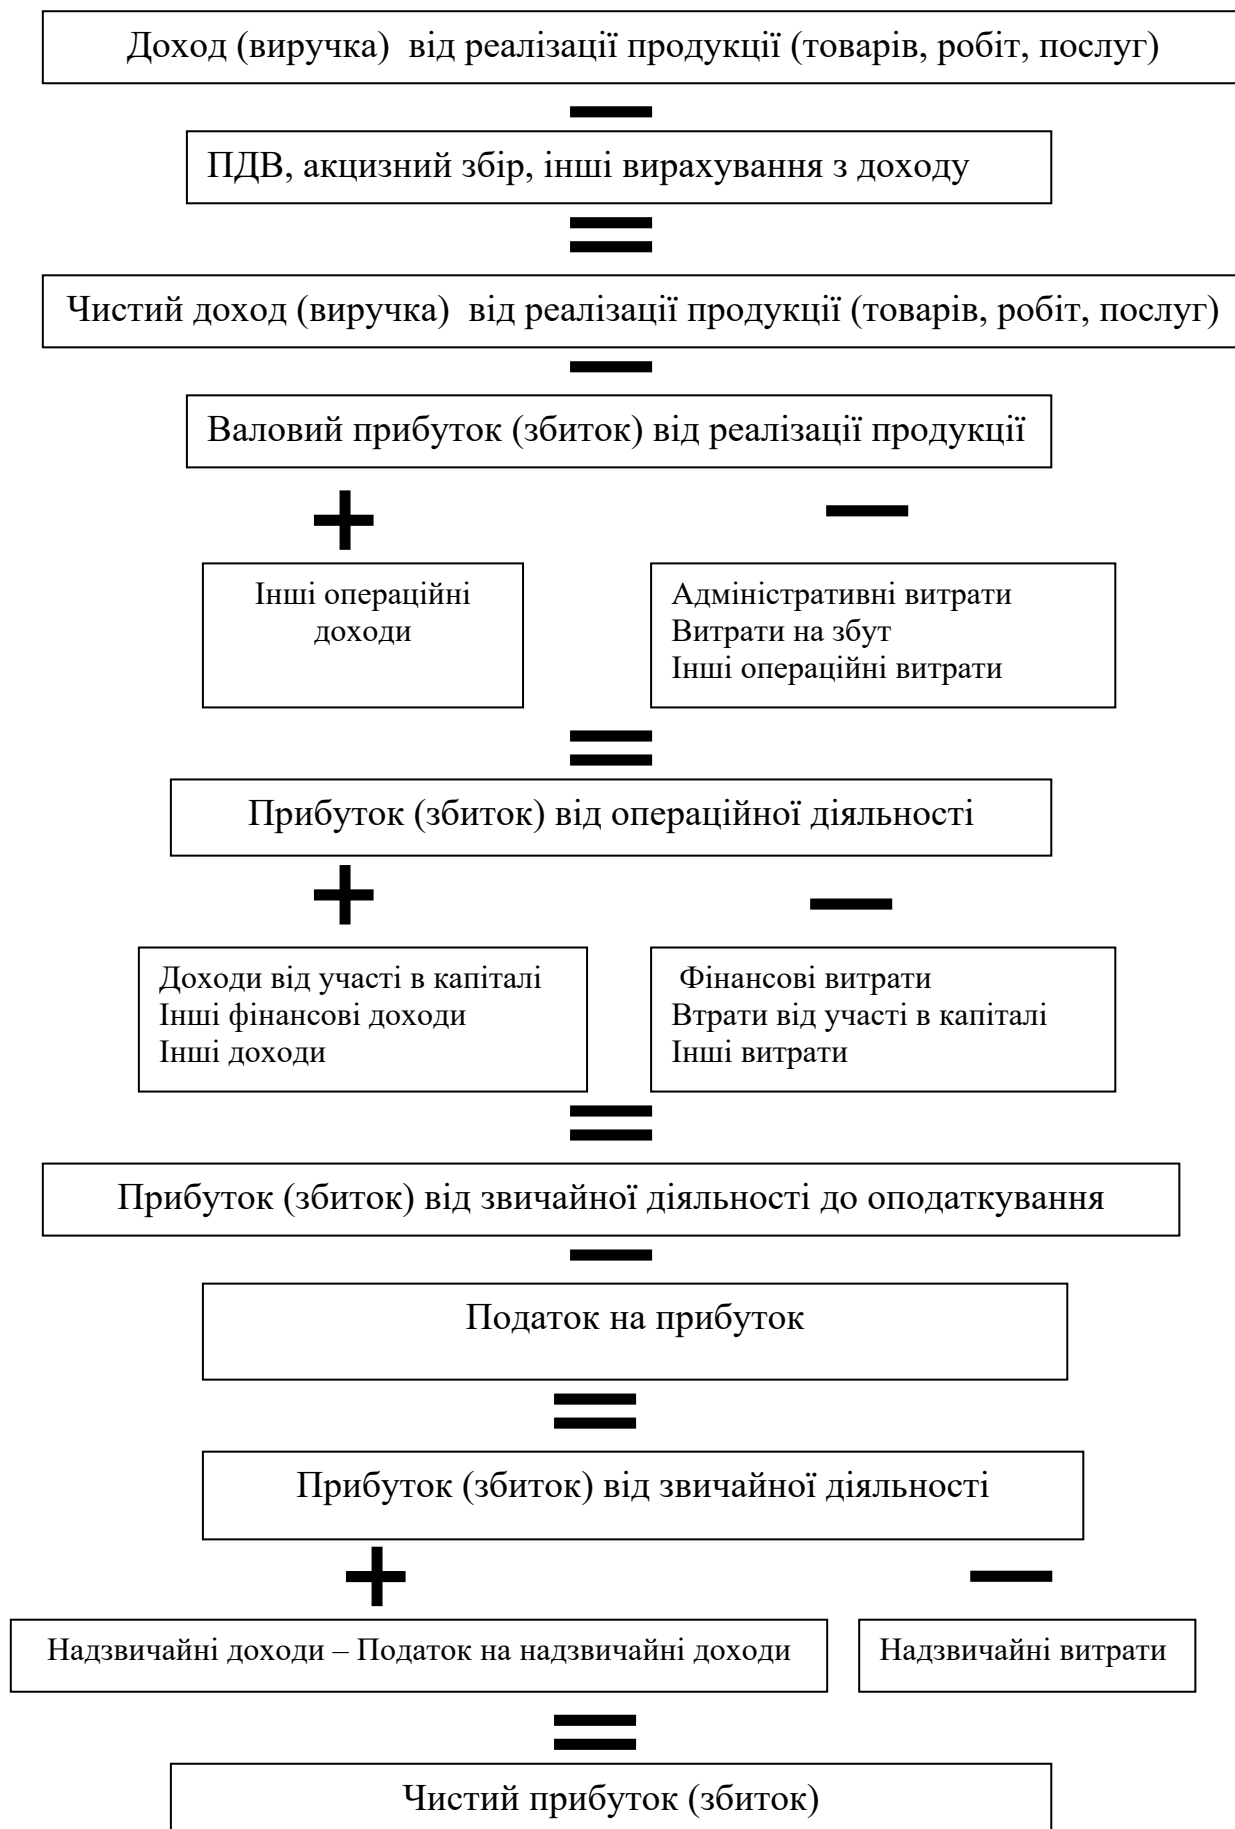 Доход (виручка) від реалізації продукції (товарів, робіт, послуг)
ПДВ, акцизний збір, інші вирахування з доходу
Чистий доход (виручка) від реалізації продукції (товарів, робіт, послуг)
Валовий прибуток (збиток) від реалізації продукції
+ −
Інші операційні
доходи
Адміністративні витрати
Витрати на збут
Інші операційні витрати
Прибуток (збиток) від операційної діяльності
+ −
Доходи від участі в капіталі
Інші фінансові доходи
Інші доходи
Фінансові витрати
Втрати від участі в капіталі
Інші витрати
Прибуток (збиток) від звичайної діяльності до оподаткування
Податок на прибуток
Прибуток (збиток) від звичайної діяльності
+ −
Надзвичайні доходи – Податок на надзвичайні доходи
Надзвичайні витрати
Чистий прибуток (збиток)